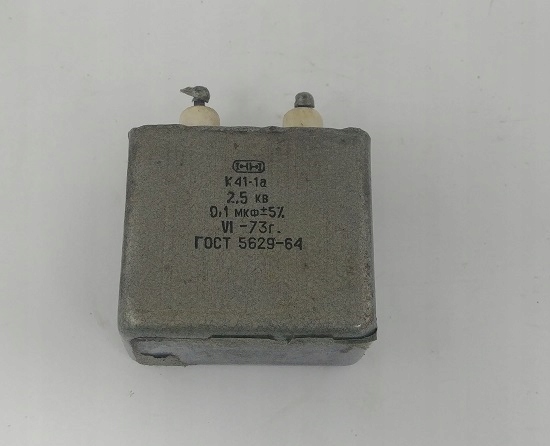 К41-1а
2,5 кв
0,1 мкф±5%
VI -73г.
ГОСТ 5629-64